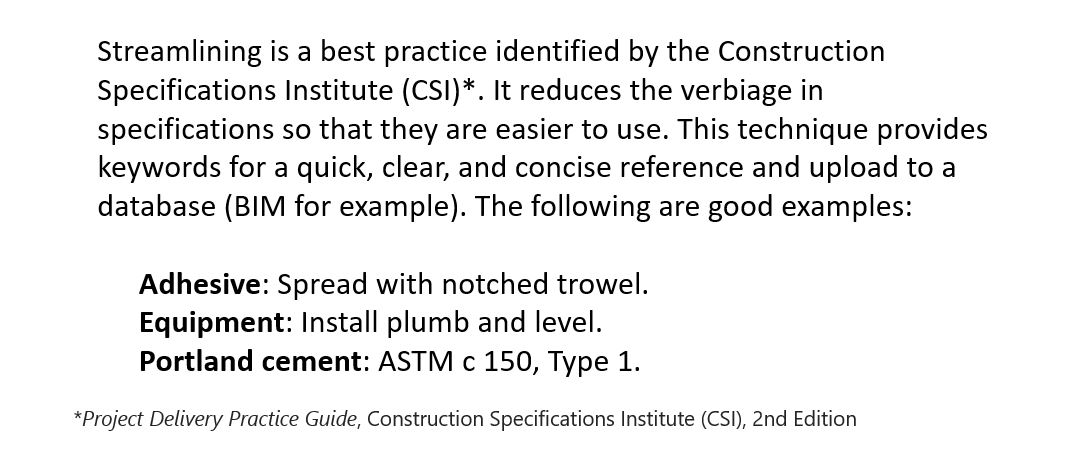 Streamlining is a best practice identified by the Construction
Specifications Institute (CSI)*. It reduces the verbiage in
specifications so that they are easier to use. This technique provides
keywords for a quick, clear, and concise reference and upload to a
database (BIM for example). The following are good examples:
Adhesive: Spread with notched trowel.
Equipment: Install plumb and level.
Portland cement: ASTM c 150, Type 1.
*Project Delivery Practice Guide, Construction Specifications Institute (CSI), 2nd Edition